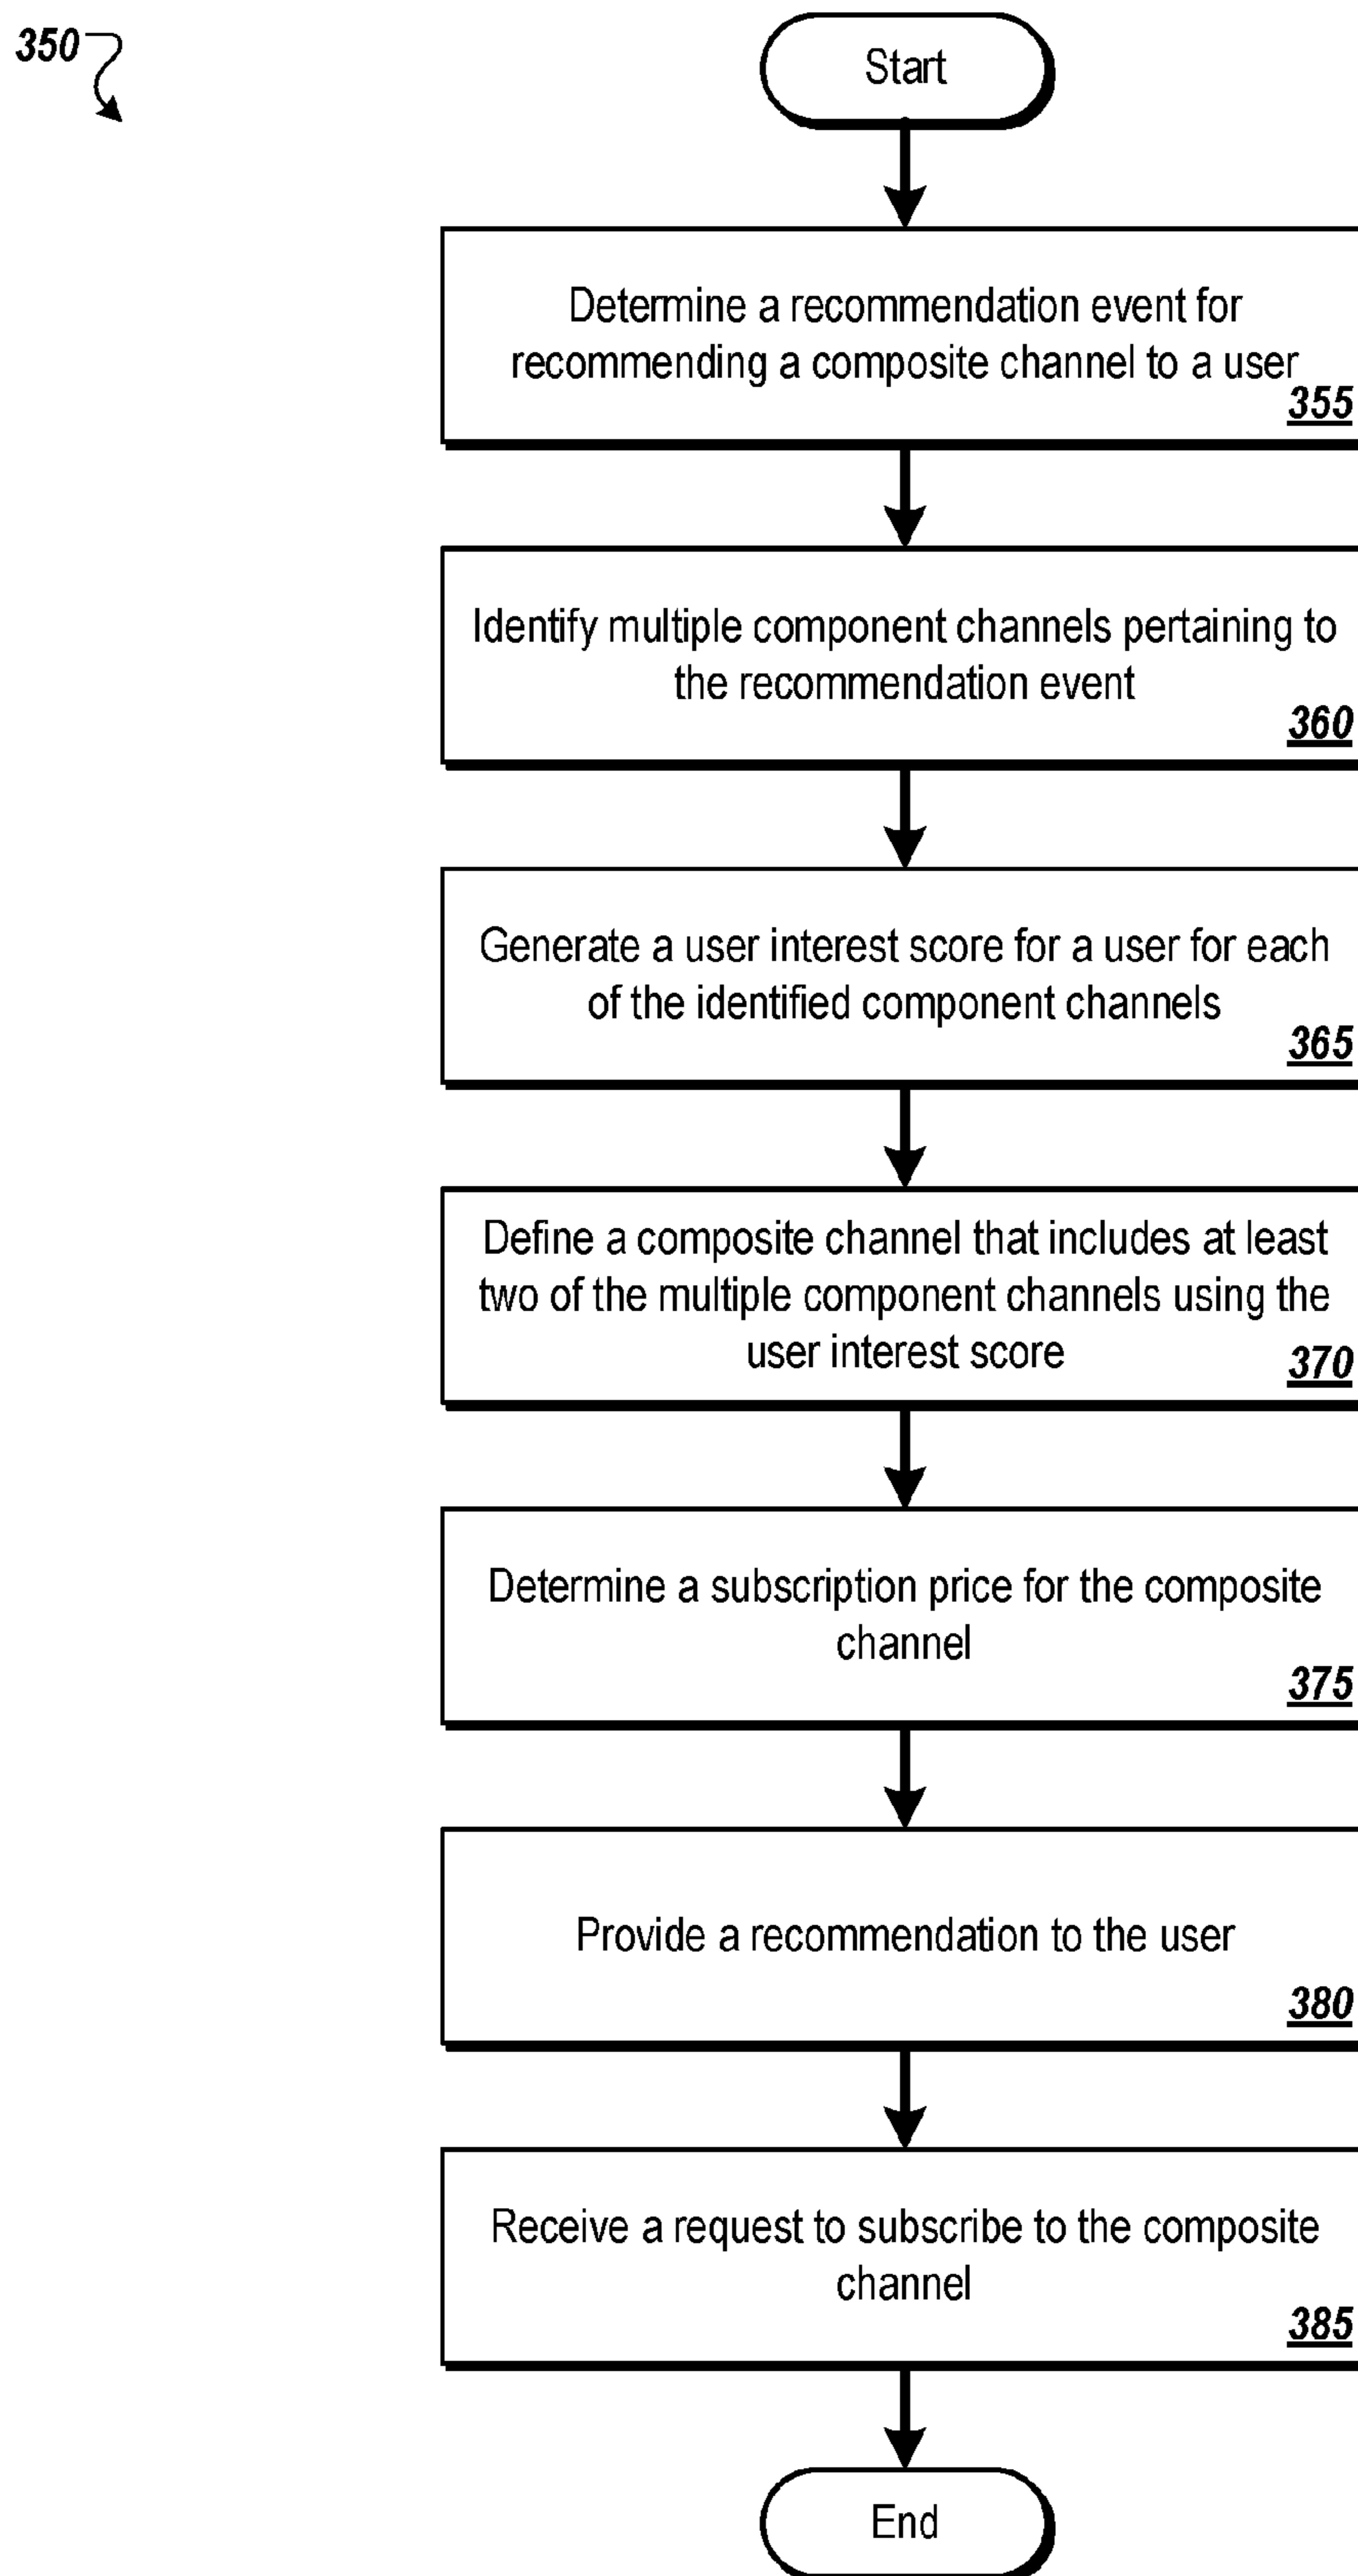 350
Start
Determine a recommendation event for
recommending a composite channel to a user
355
Identify multiple component channels pertaining to
the recommendation event
360
Generate a user interest score for a user for each
of the identified component channels
365
Define a composite channel that includes at least
two of the multiple component channels using the
user interest score
370
Determine a subscription price for the composite
channel
375
Provide a recommendation to the user
380
Receive a request to subscribe to the composite
channel
385
End